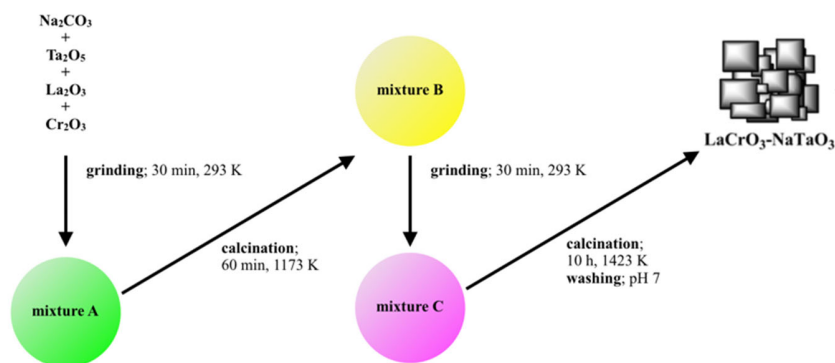 Na₂CO₃
+
Ta₂O₅
+
La₂O₃
+
Cr₂O₃
grinding; 30 min, 293 K
mixture A
calcination;
60 min, 1173 K
mixture B
grinding; 30 min, 293 K
mixture C
calcination;
10 h, 1423 K
washing; pH 7
LaCrO₃-NaTaO₃